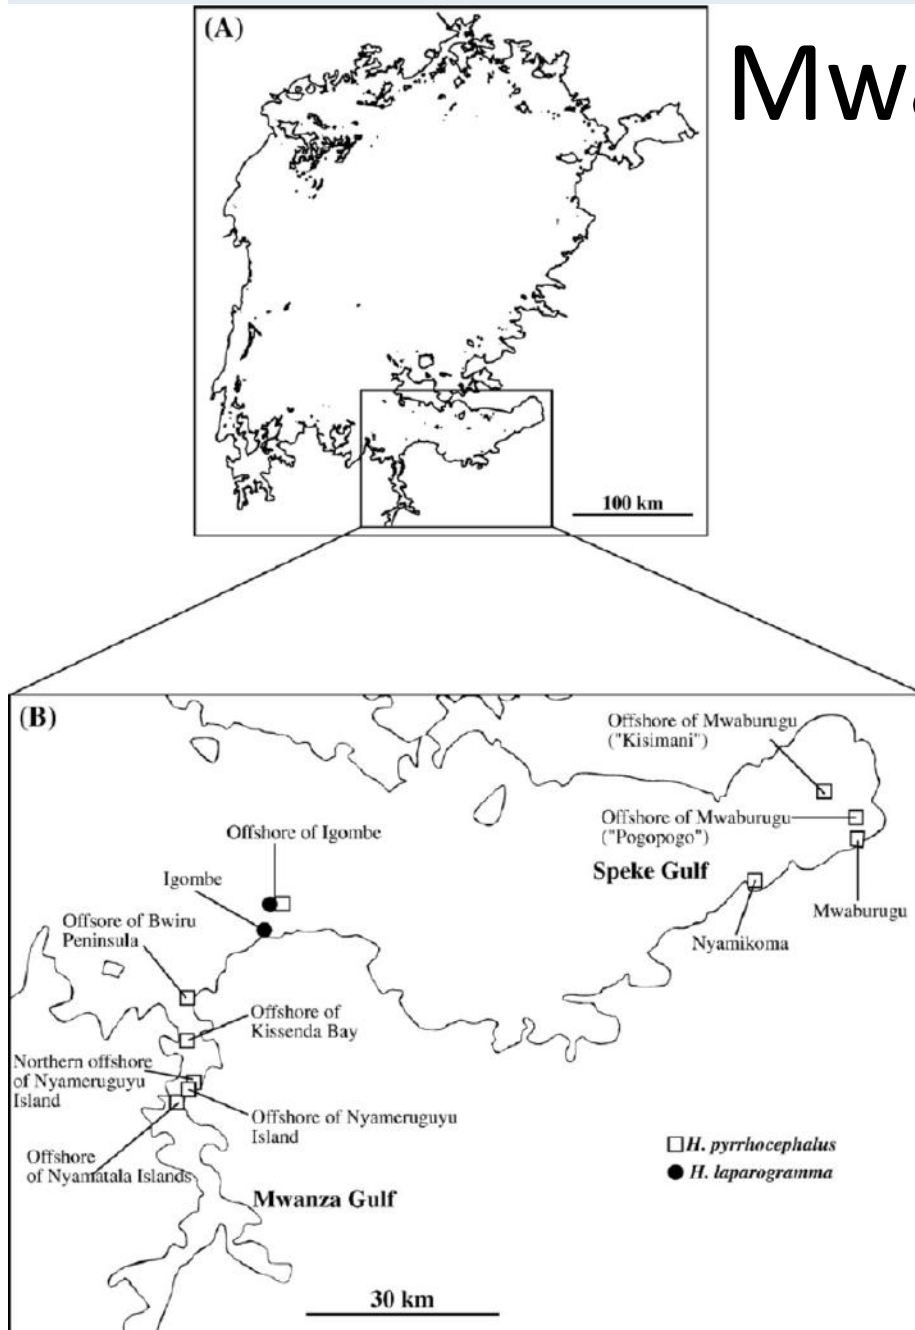 (A)
Mwa
100 km
(B)
Offshore of Mwaburugu
("Kisimani")
Offshore of Mwaburugu
("Pogopogo")
Offshore of Igombe
Speke Gulf
Igombe
Mwaburugu
Offsore of Bwiru
Peninsula
Nyamikoma
Offshore of
Kissenda Bay
Northern offshore
of Nyameruguyu
Island
Offshore of Nyameruguyu
Island
Offshore
of Nyamatala Islands
H. pyrrhocephalus
H. laparogramma
Mwanza Gulf
30 km